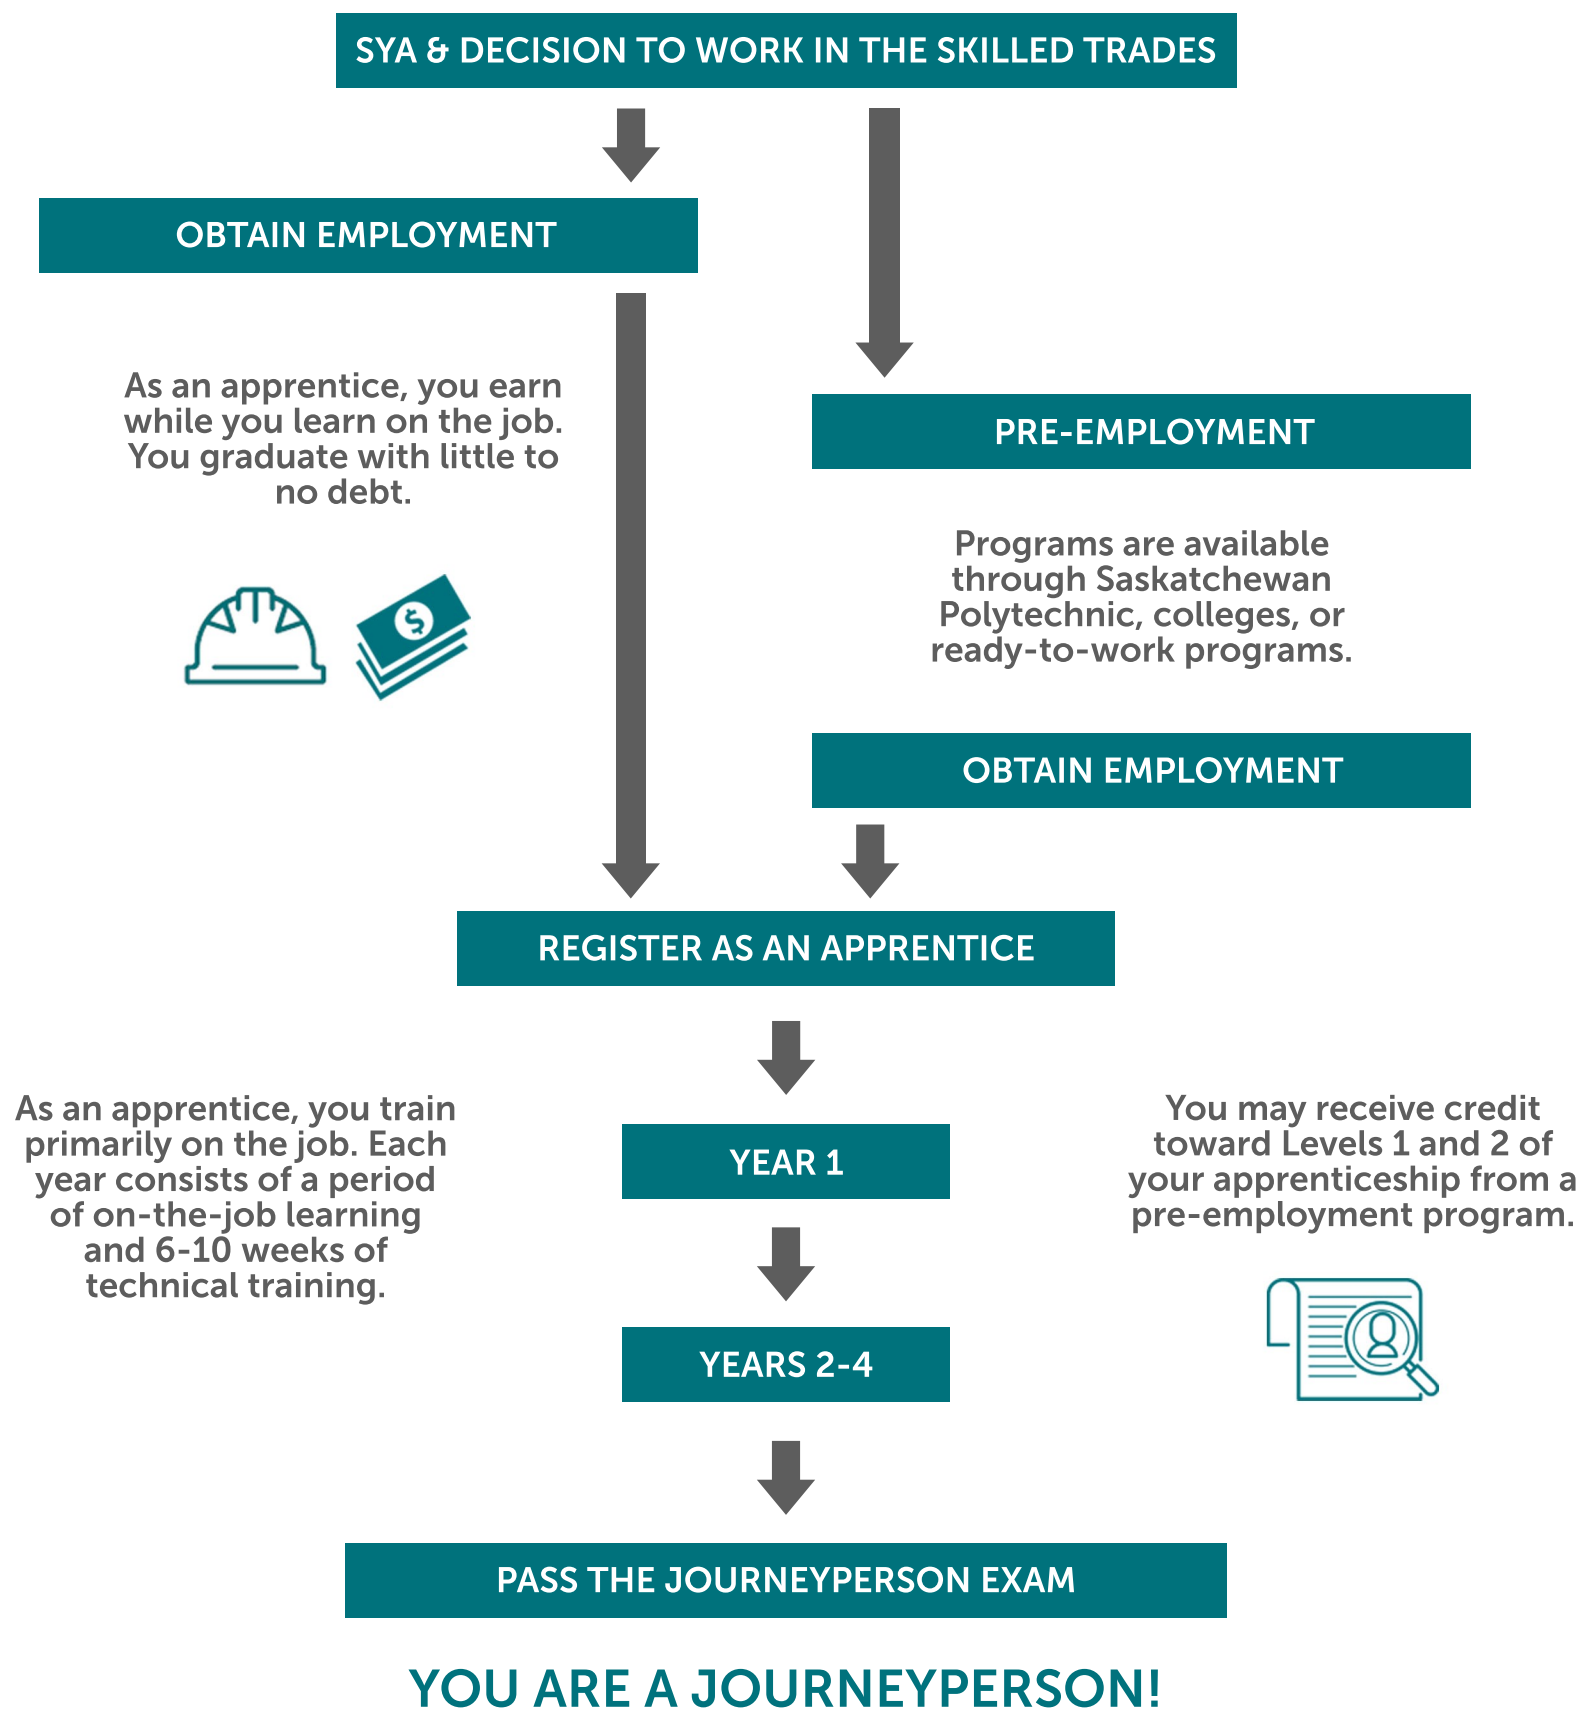 SYA & DECISION TO WORK IN THE SKILLED TRADES
OBTAIN EMPLOYMENT
As an apprentice, you earn
while you learn on the job.
You graduate with little to
no debt.
$
PRE-EMPLOYMENT
Programs are available
through Saskatchewan
Polytechnic, colleges, or
ready-to-work programs.
OBTAIN EMPLOYMENT
REGISTER AS AN APPRENTICE
As an apprentice, you train
primarily on the job. Each
year consists of a period
of on-the-job learning
and 6-10 weeks of
technical training.
YEAR 1
You may receive credit
toward Levels 1 and 2 of
your apprenticeship from a
pre-employment program.
YEARS 2-4
PASS THE JOURNEYPERSON EXAM
YOU ARE A JOURNEYPERSON!